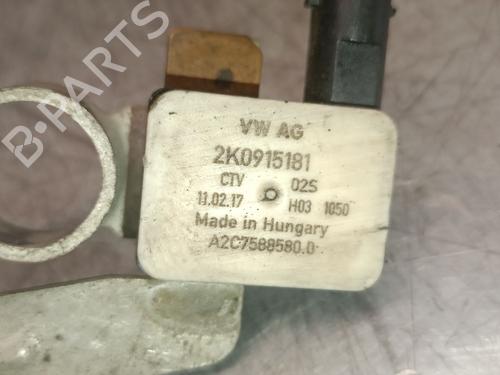 VW AG
2K0915181
CTV 02S
11.02.17 H03 1050
Made in Hungary
A2C7588580.0
B-PARTS